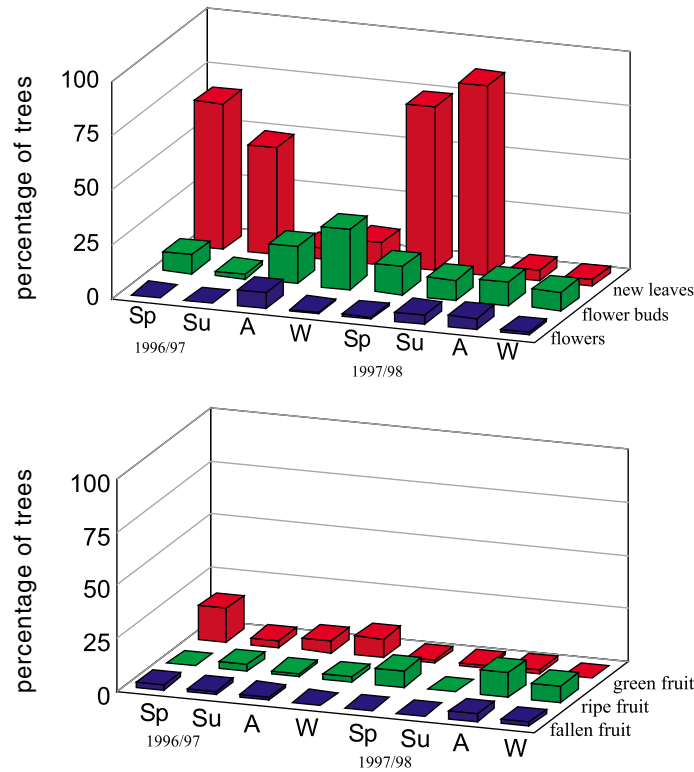 percentage of trees
100
75
50
25
0
Sp Su A W Sp Su A W
1996/97
1997/98
new leaves
flower buds
flowers
percentage of trees
100
75
50
25
0
Sp Su A W Sp Su A W
1996/97
1997/98
green fruit
ripe fruit
fallen fruit